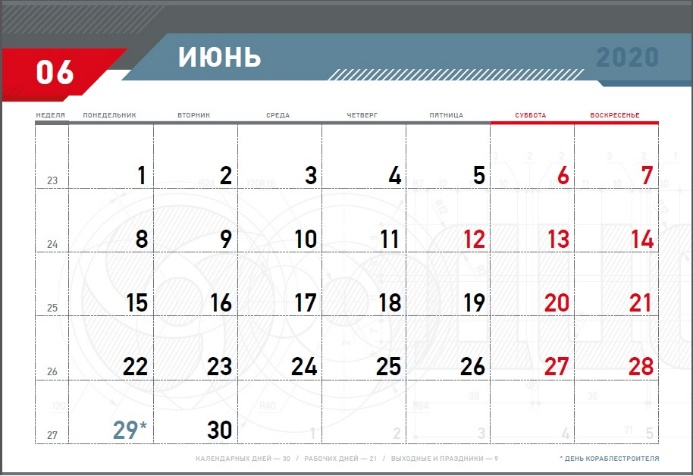 06 ИЮНЬ 2020
НЕДЕЛЯ ПОНЕДЕЛЬНИК ВТОРНИК СРЕДА ЧЕТВЕРГ ПЯТНИЦА СУББОТА ВОСКРЕСЕНЬЕ
23 1 2 3 4 5 6 7
24 8 9 10 11 12 13 14
25 15 16 17 18 19 20 21
26 22 23 24 25 26 27 28
27 29* 30 1 2 3 4 5
КАЛЕНДАРНЫХ ДНЕЙ — 30 / РАБОЧИХ ДНЕЙ — 21 / ВЫХОДНЫЕ И ПРАЗДНИКИ — 9 * ДЕНЬ КОРАБЛЕСТРОИТЕЛЯ